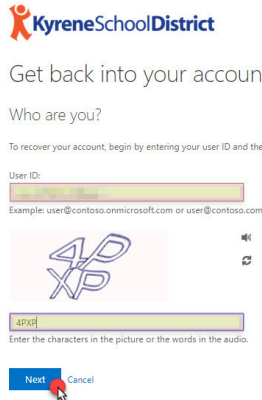 KyreneSchoolDistrict
Get back into your accoun
Who are you?
To recover your account, begin by entering your user ID and the
User ID:
Example: user@contoso.onmicrosoft.com or user@contoso.com
4P
XP
4PXP
Enter the characters in the picture or the words in the audio.
Next Cancel